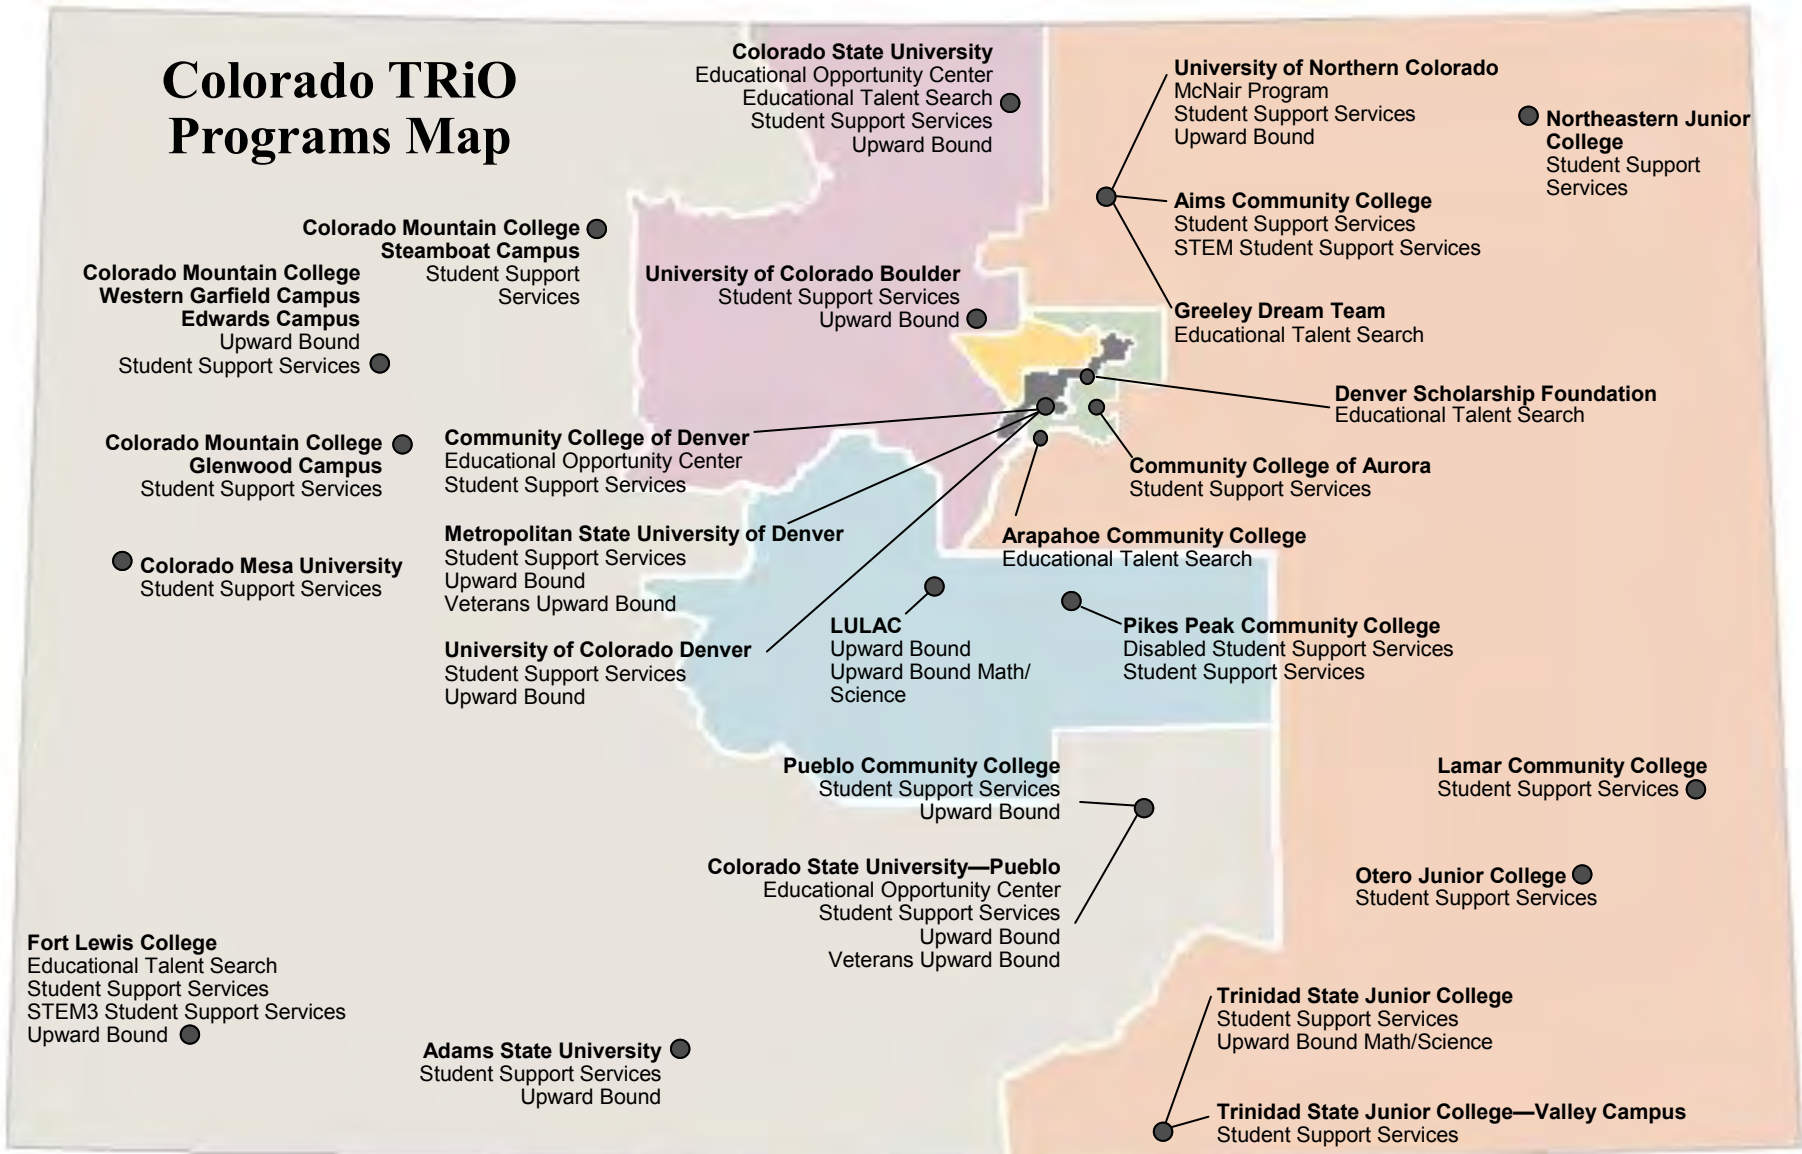 Colorado TRiO
Programs Map
Colorado State University
Educational Opportunity Center
Educational Talent Search
Student Support Services
Upward Bound
University of Northern Colorado
McNair Program
Student Support Services
Upward Bound
Northeastern Junior
College
Student Support
Services
Aims Community College
Student Support Services
STEM Student Support Services
Greeley Dream Team
Educational Talent Search
Colorado Mountain College
Steamboat Campus
Student Support
Services
Colorado Mountain College
Western Garfield Campus
Edwards Campus
Upward Bound
Student Support Services
University of Colorado Boulder
Student Support Services
Upward Bound
Denver Scholarship Foundation
Educational Talent Search
Colorado Mountain College
Glenwood Campus
Student Support Services
Community College of Denver
Educational Opportunity Center
Student Support Services
Community College of Aurora
Student Support Services
Metropolitan State University of Denver
Student Support Services
Upward Bound
Veterans Upward Bound
Arapahoe Community College
Educational Talent Search
Colorado Mesa University
Student Support Services
University of Colorado Denver
Student Support Services
Upward Bound
LULAC
Upward Bound
Upward Bound Math/
Science
Pikes Peak Community College
Disabled Student Support Services
Student Support Services
Pueblo Community College
Student Support Services
Upward Bound
Lamar Community College
Student Support Services
Colorado State University—Pueblo
Educational Opportunity Center
Student Support Services
Upward Bound
Veterans Upward Bound
Otero Junior College
Student Support Services
Fort Lewis College
Educational Talent Search
Student Support Services
STEM3 Student Support Services
Upward Bound
Adams State University
Student Support Services
Upward Bound
Trinidad State Junior College
Student Support Services
Upward Bound Math/Science
Trinidad State Junior College—Valley Campus
Student Support Services